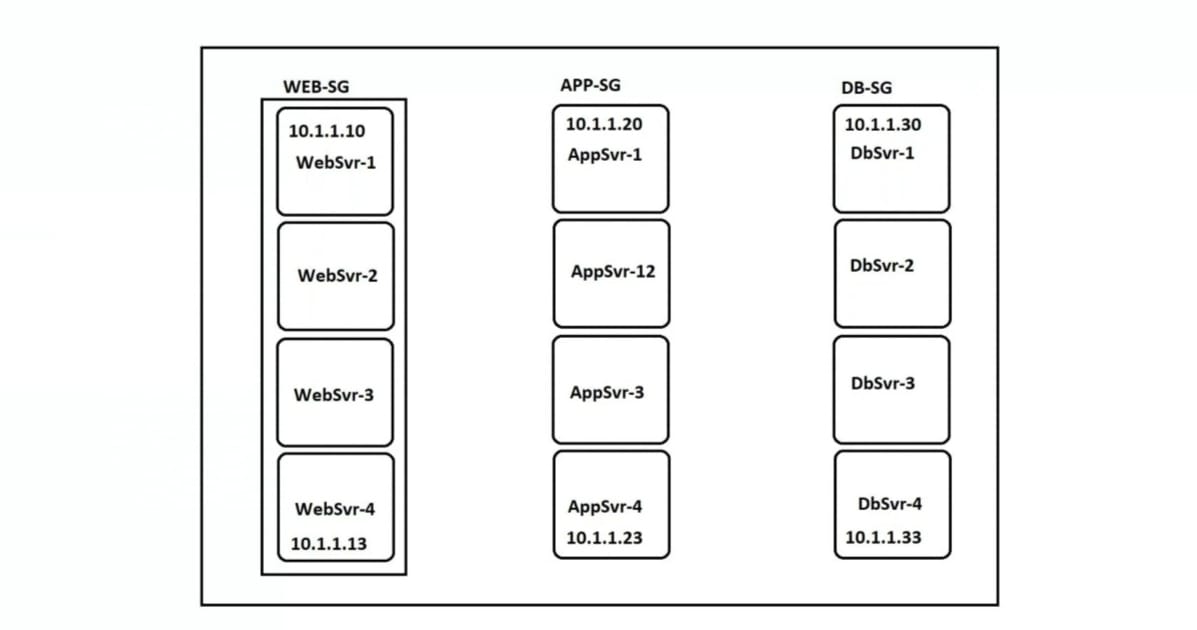 WEB-SG
10.1.1.10
WebSvr-1
WebSvr-2
WebSvr-3
WebSvr-4
10.1.1.13
APP-SG
10.1.1.20
AppSvr-1
AppSvr-12
AppSvr-3
AppSvr-4
10.1.1.23
DB-SG
10.1.1.30
DbSvr-1
DbSvr-2
DbSvr-3
DbSvr-4
10.1.1.33